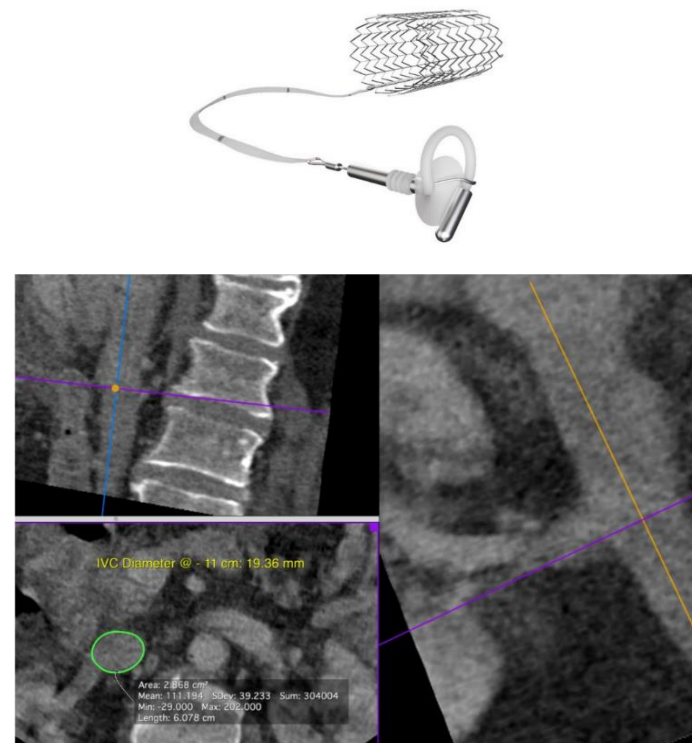 IVC Diameter @ - 11 cm: 19.36 mm
Area: 2.868 cm²
Mean: 111.194 SDev: 39.233 Sum: 304004
Min: -29.000 Max: 202.000
Length: 6.078 cm